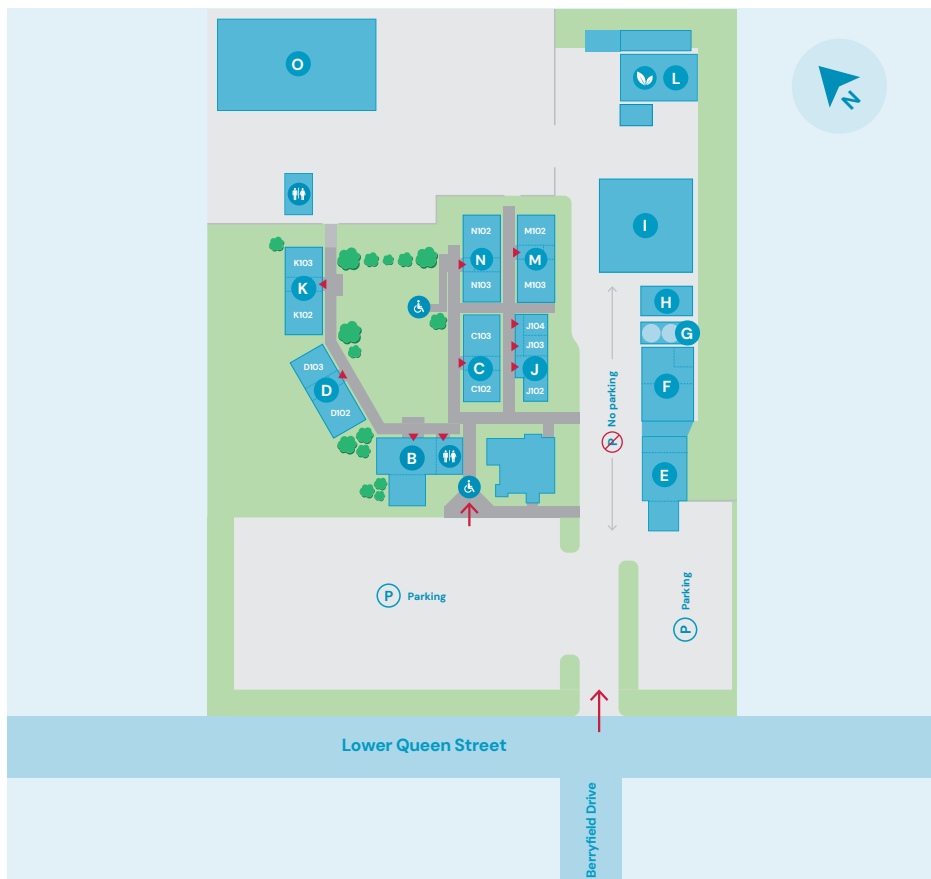 O
L
N
I
N102
M102
N
M
N103
M103
K103
K
K102
H
G
J104
C103
J103
C
J
C102
J102
F
D103
D
D102
P No parking
B
E
P Parking
P Parking
Lower Queen Street
Berryfield Drive